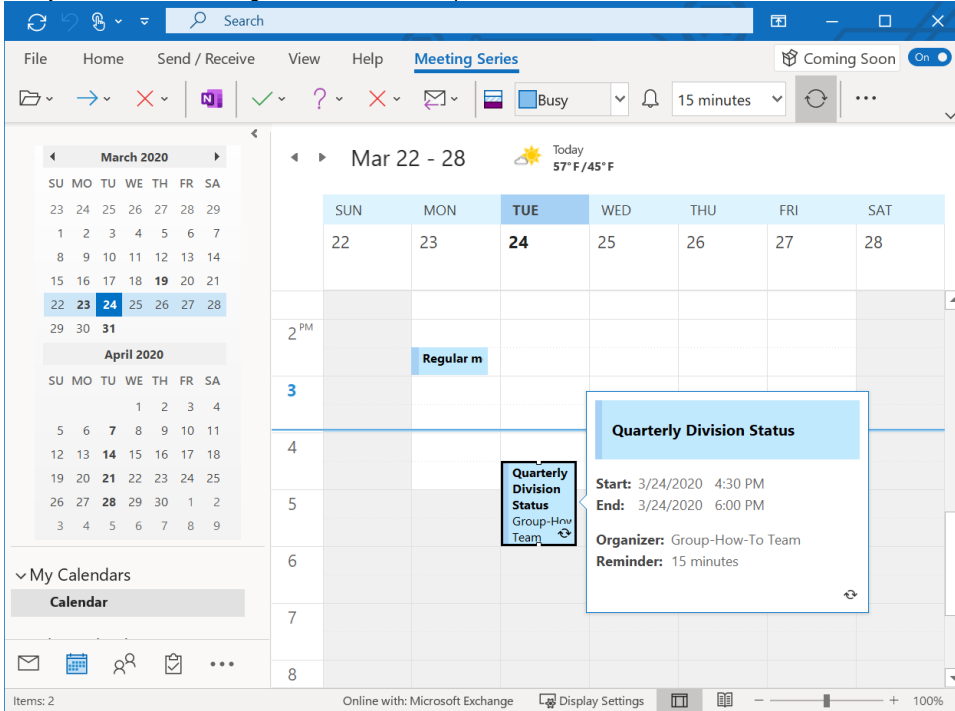 Search
File Home Send / Receive View Help Meeting Series Coming Soon On
N Busy 15 minutes
March 2020
SU MO TU WE TH FR SA
23 24 25 26 27 28 29
1 2 3 4 5 6 7
8 9 10 11 12 13 14
15 16 17 18 19 20 21
22 23 24 25 26 27 28
29 30 31
April 2020
SU MO TU WE TH FR SA
1 2 3 4
5 6 7 8 9 10 11
12 13 14 15 16 17 18
19 20 21 22 23 24 25
26 27 28 29 30 1 2
3 4 5 6 7 8 9
My Calendars
Calendar
Mar 22 - 28
Today
57°F/45°F
SUN MON TUE WED THU FRI SAT
22 23 24 25 26 27 28
2 PM
Regular m
3
4
Quarterly
Division
Status
Group-How
Team
5
6
7
8
Quarterly Division Status
Start: 3/24/2020 4:30 PM
End: 3/24/2020 6:00 PM
Organizer: Group-How-To Team
Reminder: 15 minutes
Items: 2 Online with: Microsoft Exchange Display Settings 100%